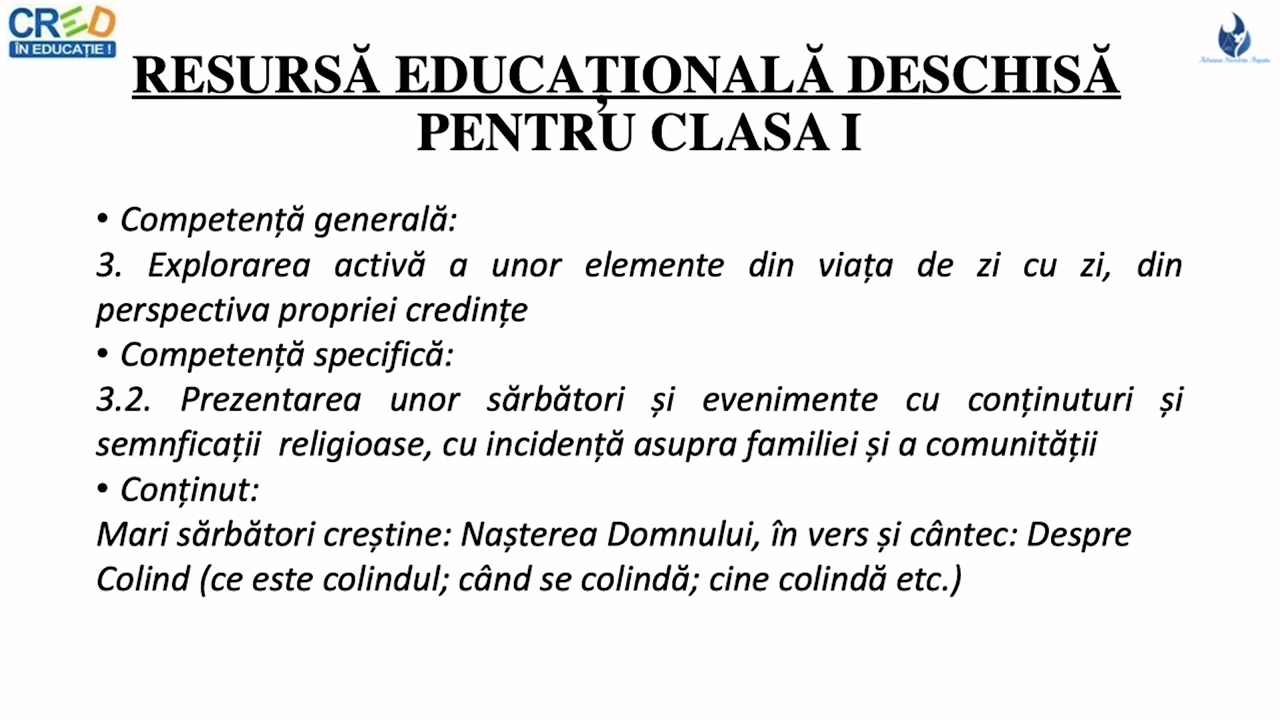 CRED
ÎN EDUCAȚIE !
RESURSĂ EDUCAȚIONALĂ DESCHISĂ
PENTRU CLASA I
• Competență generală:
3. Explorarea activă a unor elemente din viața de zi cu zi, din
perspectiva propriei credințe
• Competență specifică:
3.2. Prezentarea unor sărbători și evenimente cu conținuturi și
semnficații religioase, cu incidență asupra familiei și a comunității
• Conținut:
Mari sărbători creștine: Nașterea Domnului, în vers și cântec: Despre
Colind (ce este colindul; când se colindă; cine colindă etc.)